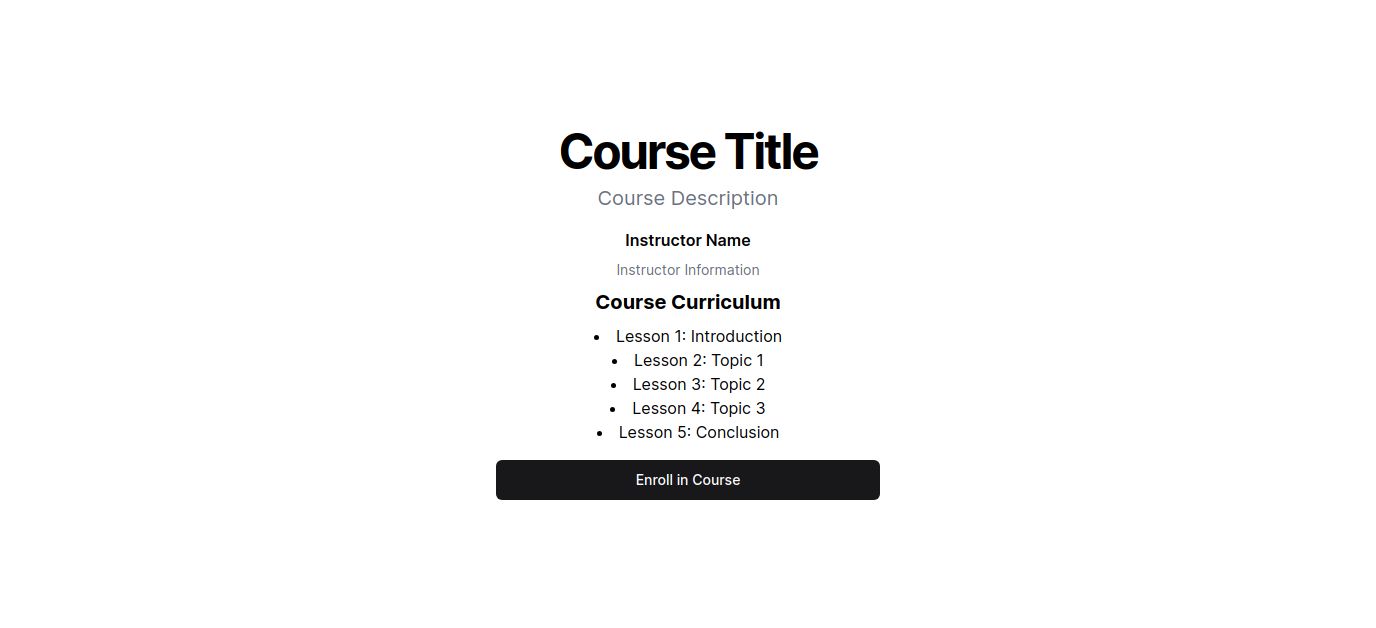 Course Title
Course Description
Instructor Name
Instructor Information
Course Curriculum
• Lesson 1: Introduction
• Lesson 2: Topic 1
• Lesson 3: Topic 2
• Lesson 4: Topic 3
• Lesson 5: Conclusion
Enroll in Course